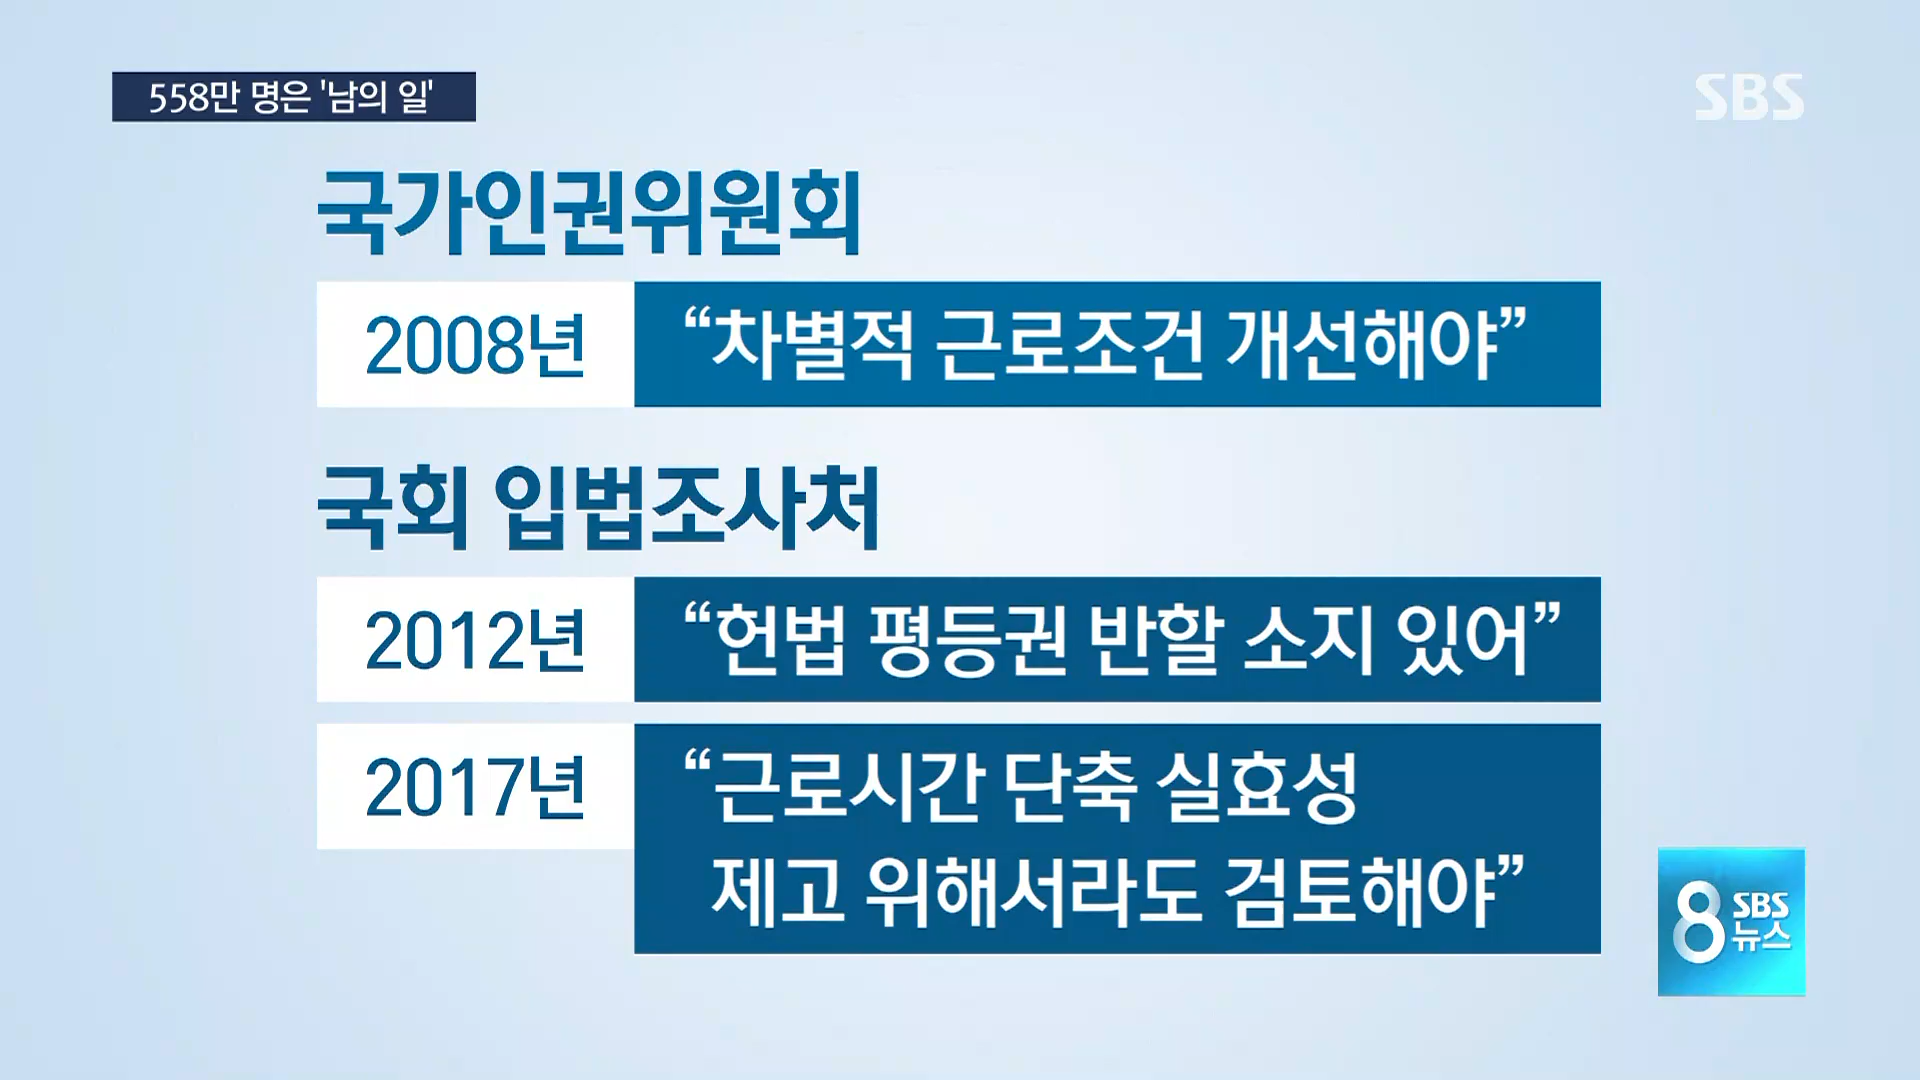 558만 명은 '남의 일'
SBS
국가인권위원회
2008년
“차별적 근로조건 개선해야”
국회 입법조사처
2012년
“헌법 평등권 반할 소지 있어”
2017년
“근로시간 단축 실효성
제고 위해서라도 검토해야”
8 SBS
뉴스